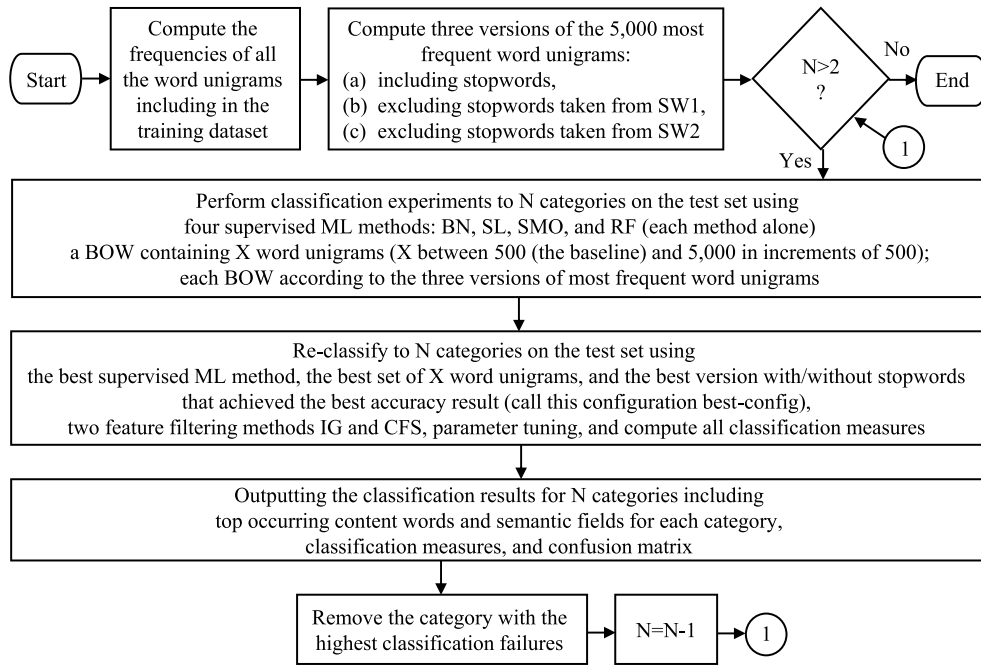 Start
Compute the
frequencies of all
the word unigrams
including in the
training dataset
Compute three versions of the 5,000 most
frequent word unigrams:
(a) including stopwords,
(b) excluding stopwords taken from SW1,
(c) excluding stopwords taken from SW2
N>2
?
No
End
1
Yes
Perform classification experiments to N categories on the test set using
four supervised ML methods: BN, SL, SMO, and RF (each method alone)
a BOW containing X word unigrams (X between 500 (the baseline) and 5,000 in increments of 500);
each BOW according to the three versions of most frequent word unigrams
Re-classify to N categories on the test set using
the best supervised ML method, the best set of X word unigrams, and the best version with/without stopwords
that achieved the best accuracy result (call this configuration best-config),
two feature filtering methods IG and CFS, parameter tuning, and compute all classification measures
Outputting the classification results for N categories including
top occurring content words and semantic fields for each category,
classification measures, and confusion matrix
Remove the category with the
highest classification failures
N=N-1
1